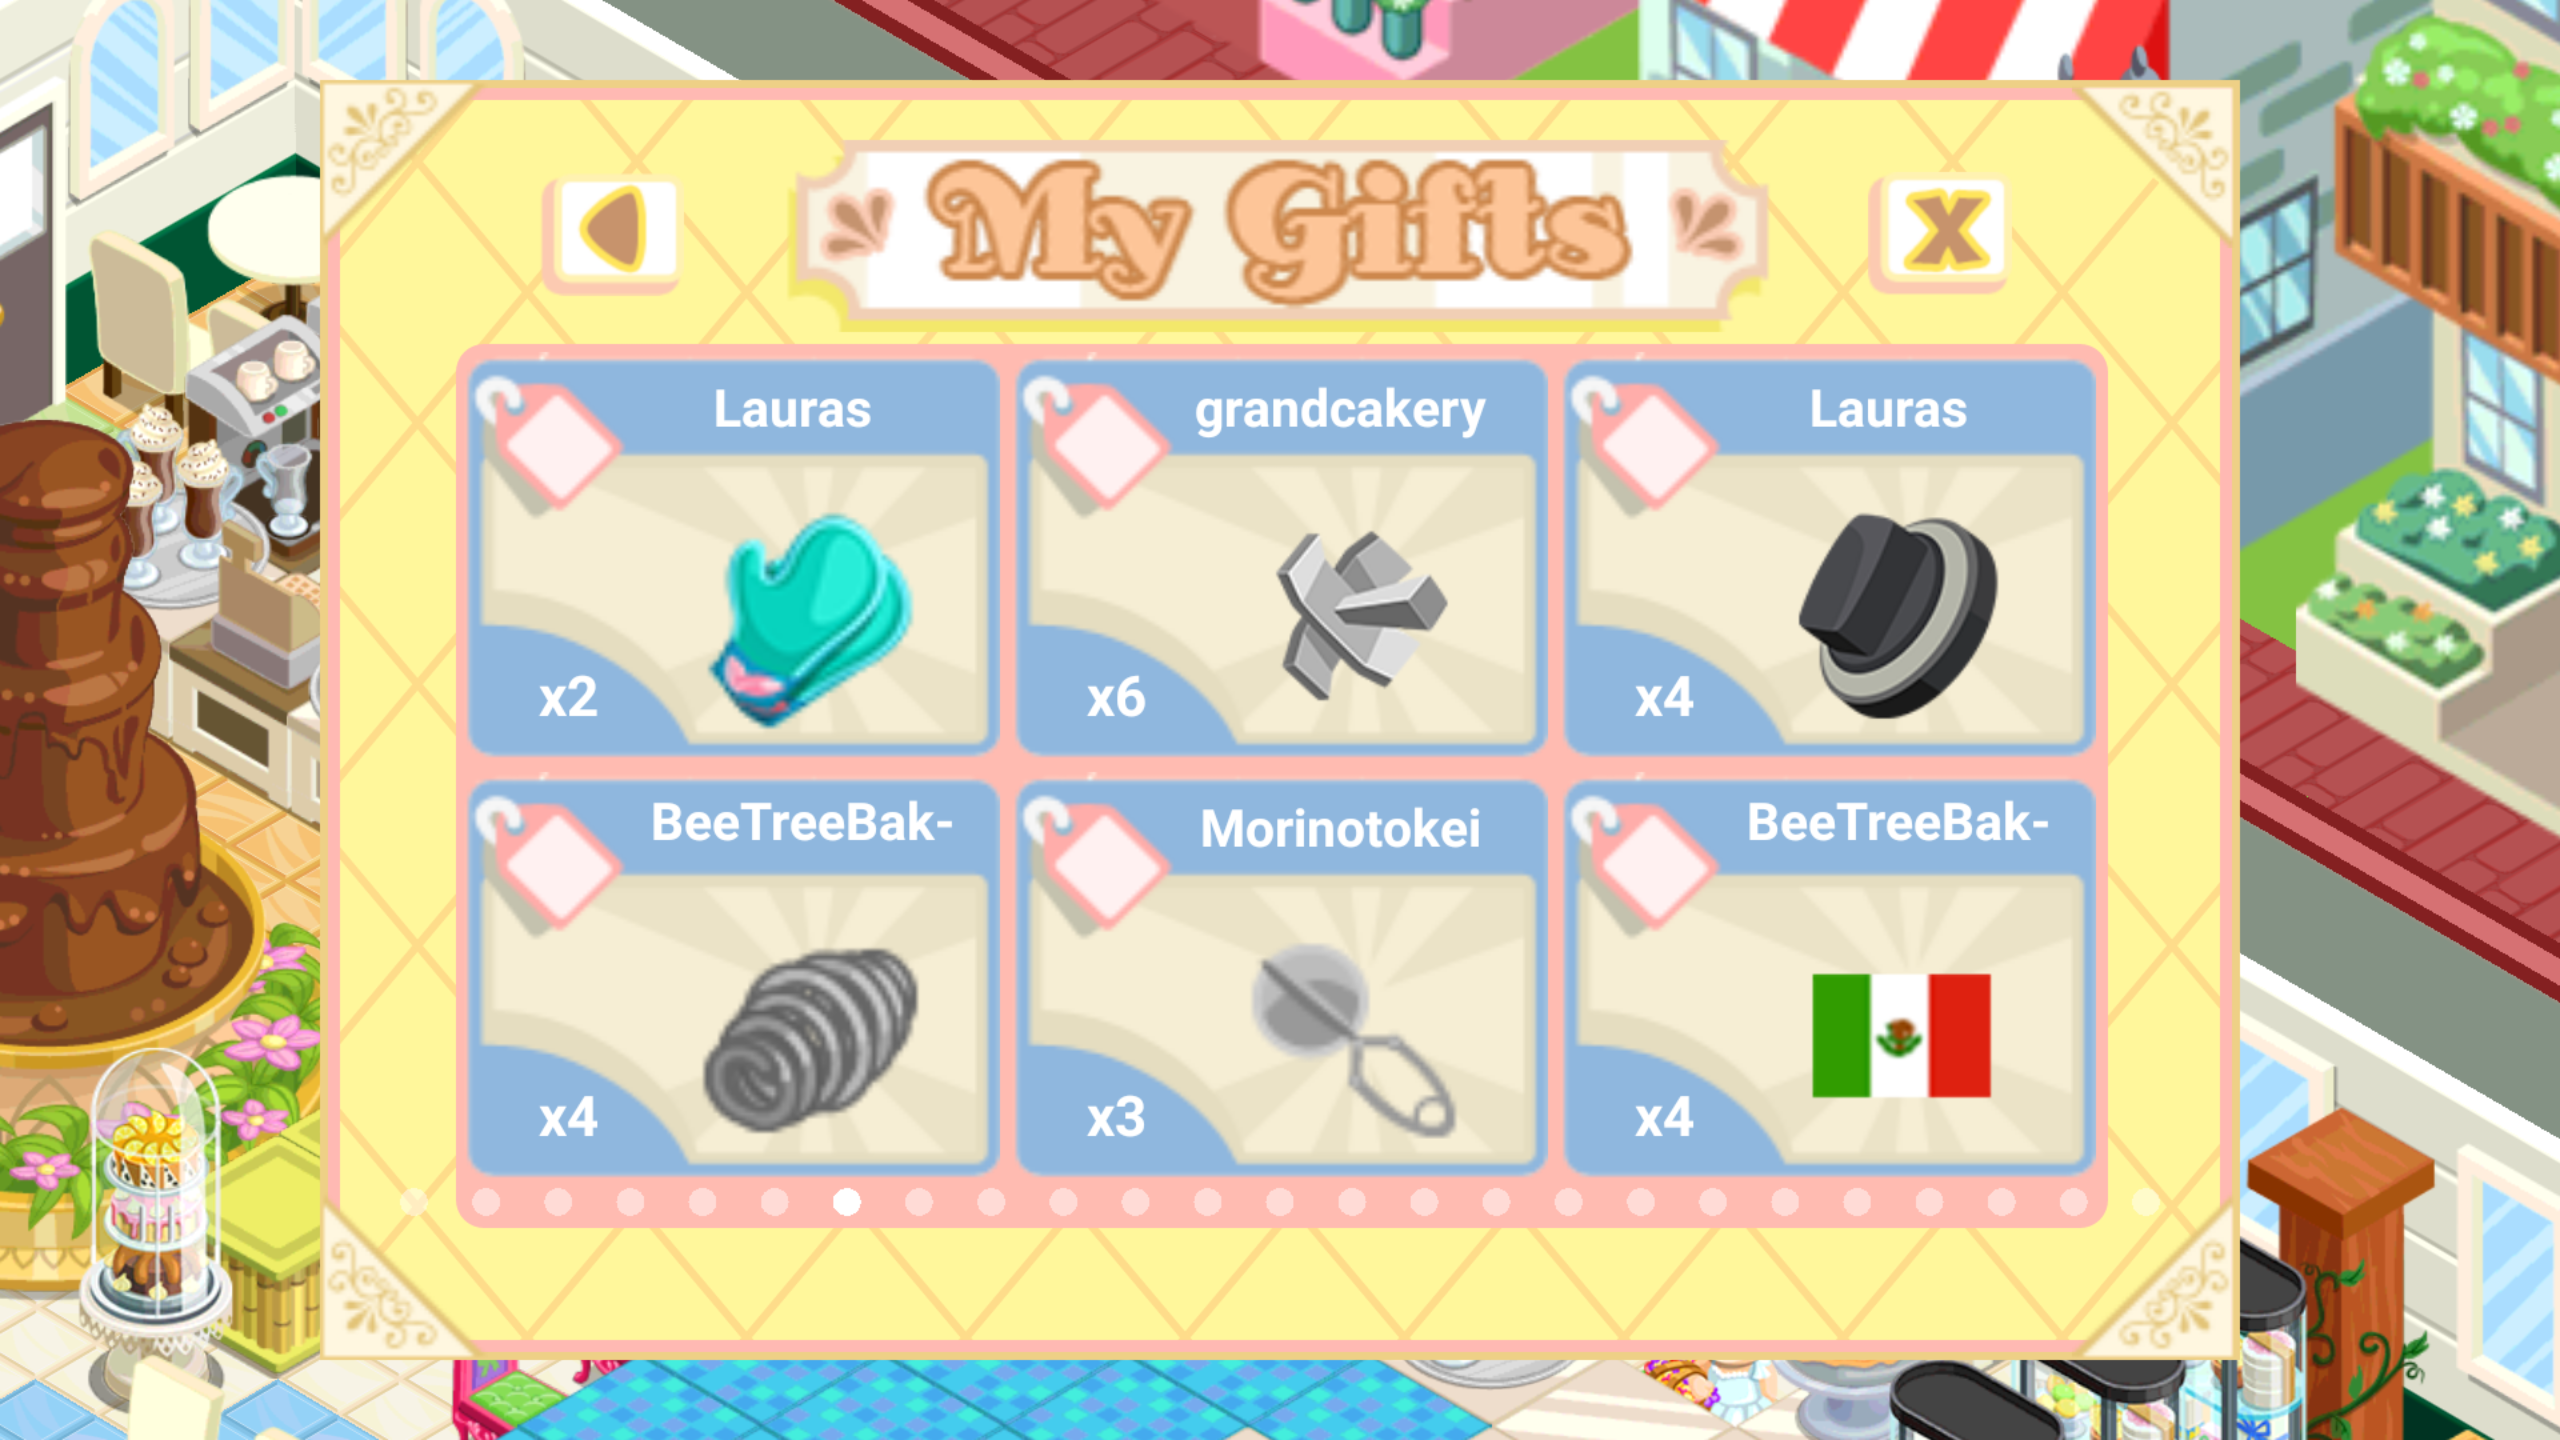 My Gifts
X
Lauras
grandcakery
Lauras
x2
x6
x4
BeeTreeBak-
Morinotokei
BeeTreeBak-
x4
x3
x4